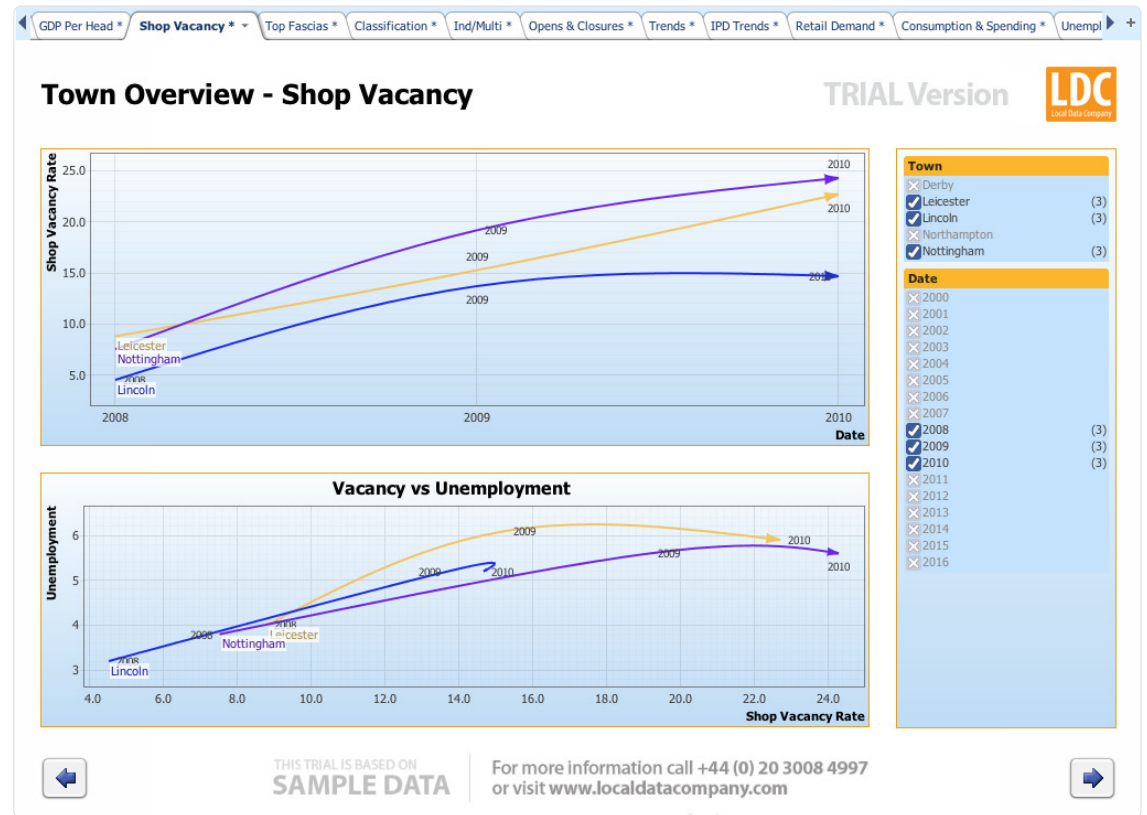 GDP Per Head * Shop Vacancy * Top Fascias * Classification * Ind/Multi * Opens & Closures * Trends * IPD Trends * Retail Demand * Consumption & Spending * Unempl
Town Overview - Shop Vacancy
TRIAL Version
LDC
Local Data Company
Shop Vacancy Rate
25.0
20.0
15.0
10.0
5.0
2010
2010
2009
2009
2009
Leicester
Nottingham
2008
Lincoln
2008 2009 2010
Date
Vacancy vs Unemployment
Unemployment
6
5
4
3
2009
2010
2009
2010
2009
2010
2008
2008
Leicester
Nottingham
2008
Lincoln
4.0 6.0 8.0 10.0 12.0 14.0 16.0 18.0 20.0 22.0 24.0
Shop Vacancy Rate
Town
Derby
Leicester (3)
Lincoln (3)
Northampton
Nottingham (3)
Date
2000
2001
2002
2003
2004
2005
2006
2007
2008 (3)
2009 (3)
2010 (3)
2011
2012
2013
2014
2015
2016
THIS TRIAL IS BASED ON
SAMPLE DATA
For more information call +44 (0) 20 3008 4997
or visit www.localdatacompany.com